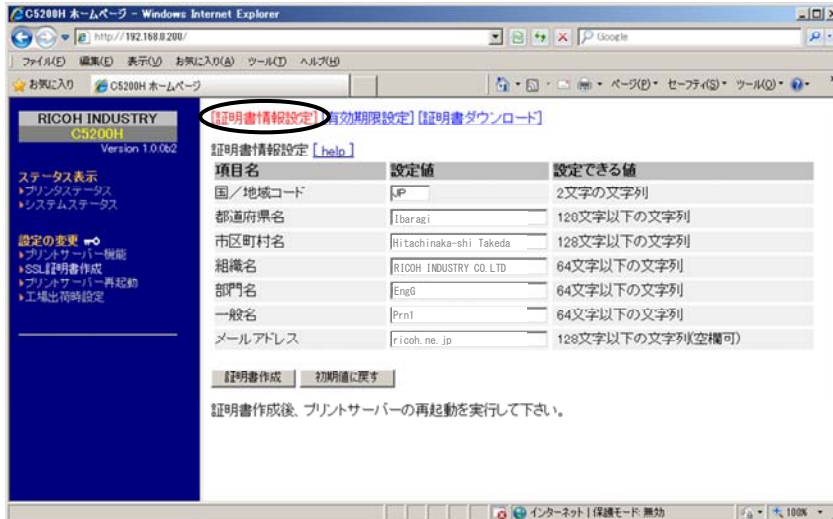 C5200H ホームページ - Windows Internet Explorer
http://192.168.0.200/
Google
ファイル(F) 編集(E) 表示(V) お気に入り(A) ツール(T) ヘルプ(H)
お気に入り C5200H ホームページ ページ(P) セーフティ(S) ツール(O)
RICOH INDUSTRY
C5200H
Version 1.0.0b2
ステータス表示
プリンタステータス
システムステータス
設定の変更
プリントサーバー機能
SSL証明書作成
プリントサーバー再起動
工場出荷時設定
[証明書情報設定] [有効期限設定] [証明書ダウンロード]
証明書情報設定 [ help ]
項目名 設定値 設定できる値
国／地域コード JP 2文字の文字列
都道府県名 Ibaragi 128文字以下の文字列
市区町村名 Hitachinaka-shi Takeda 128文字以下の文字列
組織名 RICOH INDUSTRY CO.LTD 64文字以下の文字列
部門名 EngG 64文字以下の文字列
一般名 Prn1 64文字以下の文字列
メールアドレス ricoh.ne.jp 128文字以下の文字列(空欄可)
証明書作成 初期値に戻す
証明書作成後、プリントサーバーの再起動を実行して下さい。
インターネット | 保護モード: 無効 100%